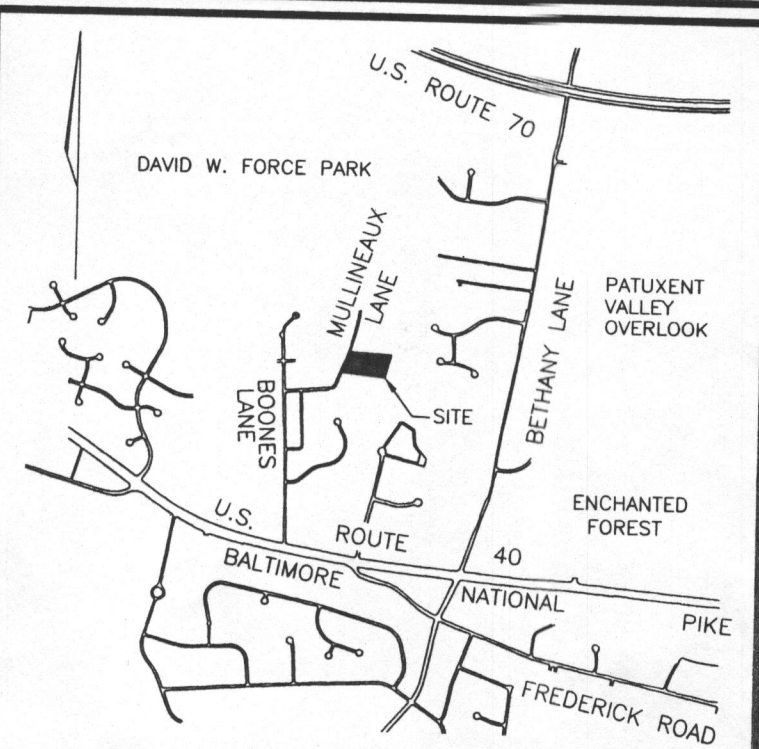 U.S. ROUTE 70
DAVID W. FORCE PARK
MULLINEAUX
LANE
PATUXENT
VALLEY
OVERLOOK
BETHANY LANE
BOONES
LANE
SITE
ENCHANTED
FOREST
U.S. ROUTE 40
BALTIMORE NATIONAL PIKE
FREDERICK ROAD